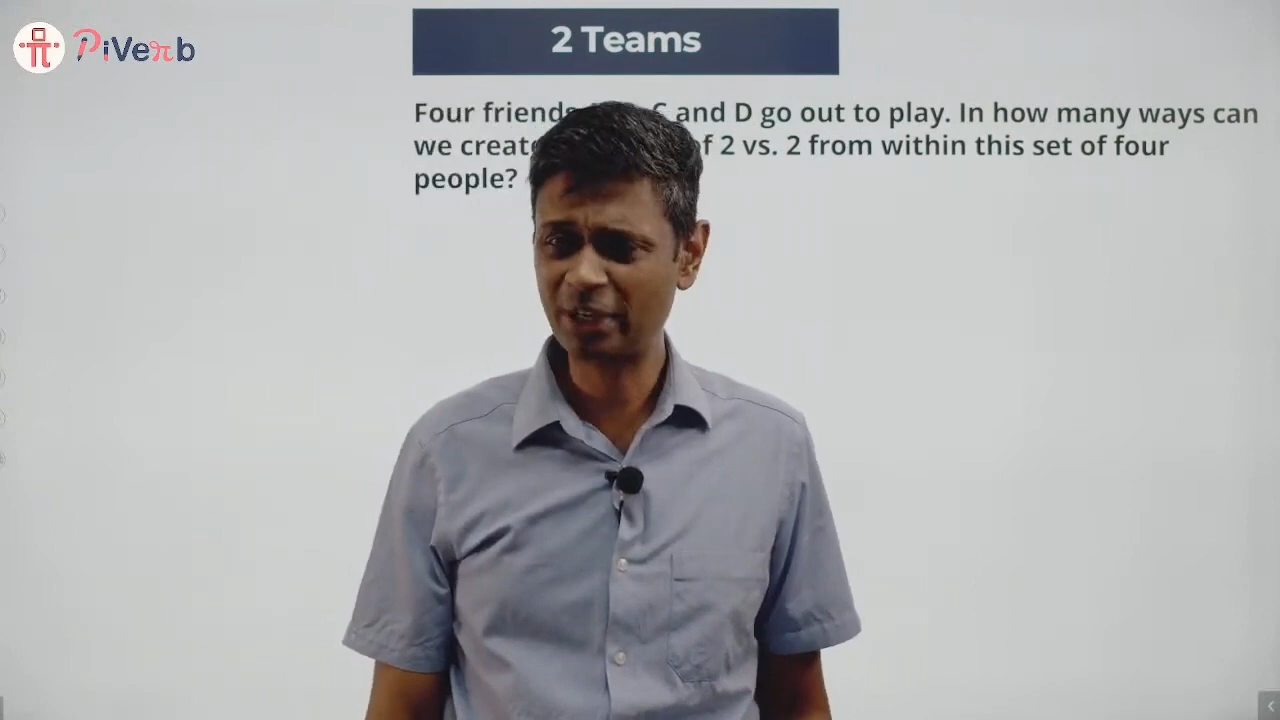 PiVerb
2 Teams
Four friends C and D go out to play. In how many ways can
we create of 2 vs. 2 from within this set of four
people?